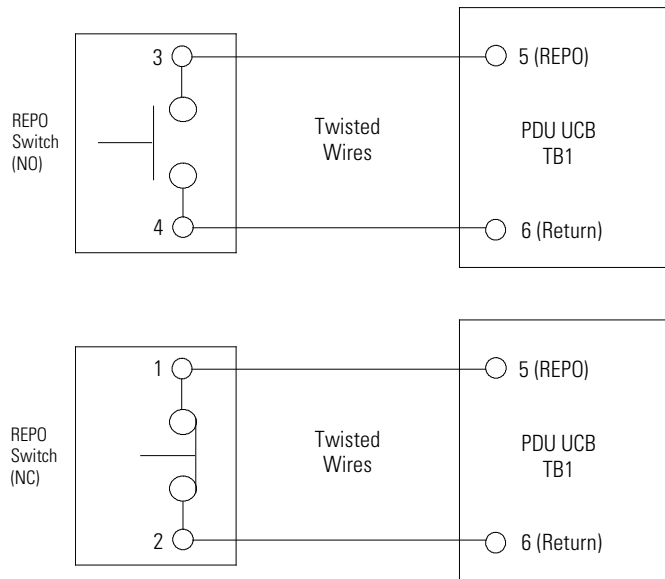 3
5 (REPO)
REPO
Switch
(NO)
Twisted
Wires
PDU UCB
TB1
4
6 (Return)
1
5 (REPO)
REPO
Switch
(NC)
Twisted
Wires
PDU UCB
TB1
2
6 (Return)